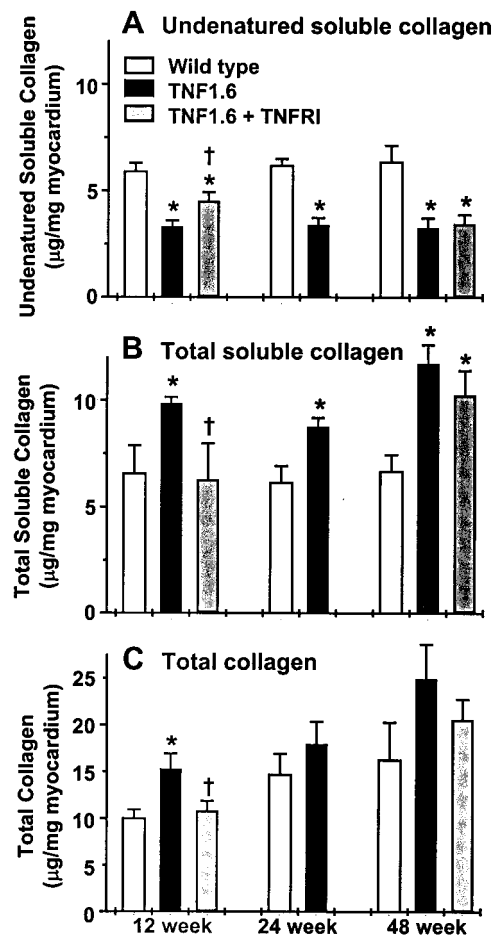 A Undenatured soluble collagen
Wild type
TNF1.6
TNF1.6 + TNFRI
Undenatured Soluble Collagen
(µg/mg myocardium)
10
5
0
*
†
*
*
*
*
B Total soluble collagen
Total Soluble Collagen
(µg/mg myocardium)
10
5
0
*
†
*
*
*
C Total collagen
Total Collagen
(µg/mg myocardium)
25
20
15
10
5
0
*
†
12 week 24 week 48 week